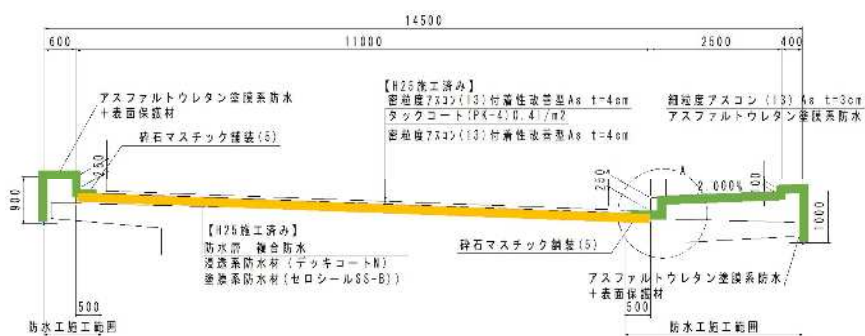 14500
600 11000 2500 400
アスファルトウレタン塗膜系防水
+表面保護材
砕石マスチック舗装(5)
【H25施工済み】
密粒度アスコン(13)付着性改善型As t=4cm
タックコート(PK-4)0.4l/m2
密粒度アスコン(13)付着性改善型As t=4cm
細粒度アスコン(13)As t=3cm
アスファルトウレタン塗膜系防水
250
900
250
A
2.000%
100
1000
【H25施工済み】
防水層 複合防水
浸透系防水材(デッキコートN)
塗膜系防水材(セロシールSS-B))
砕石マスチック舗装(5)
アスファルトウレタン塗膜系防水
+表面保護材
500
500
防水工施工範囲
防水工施工範囲